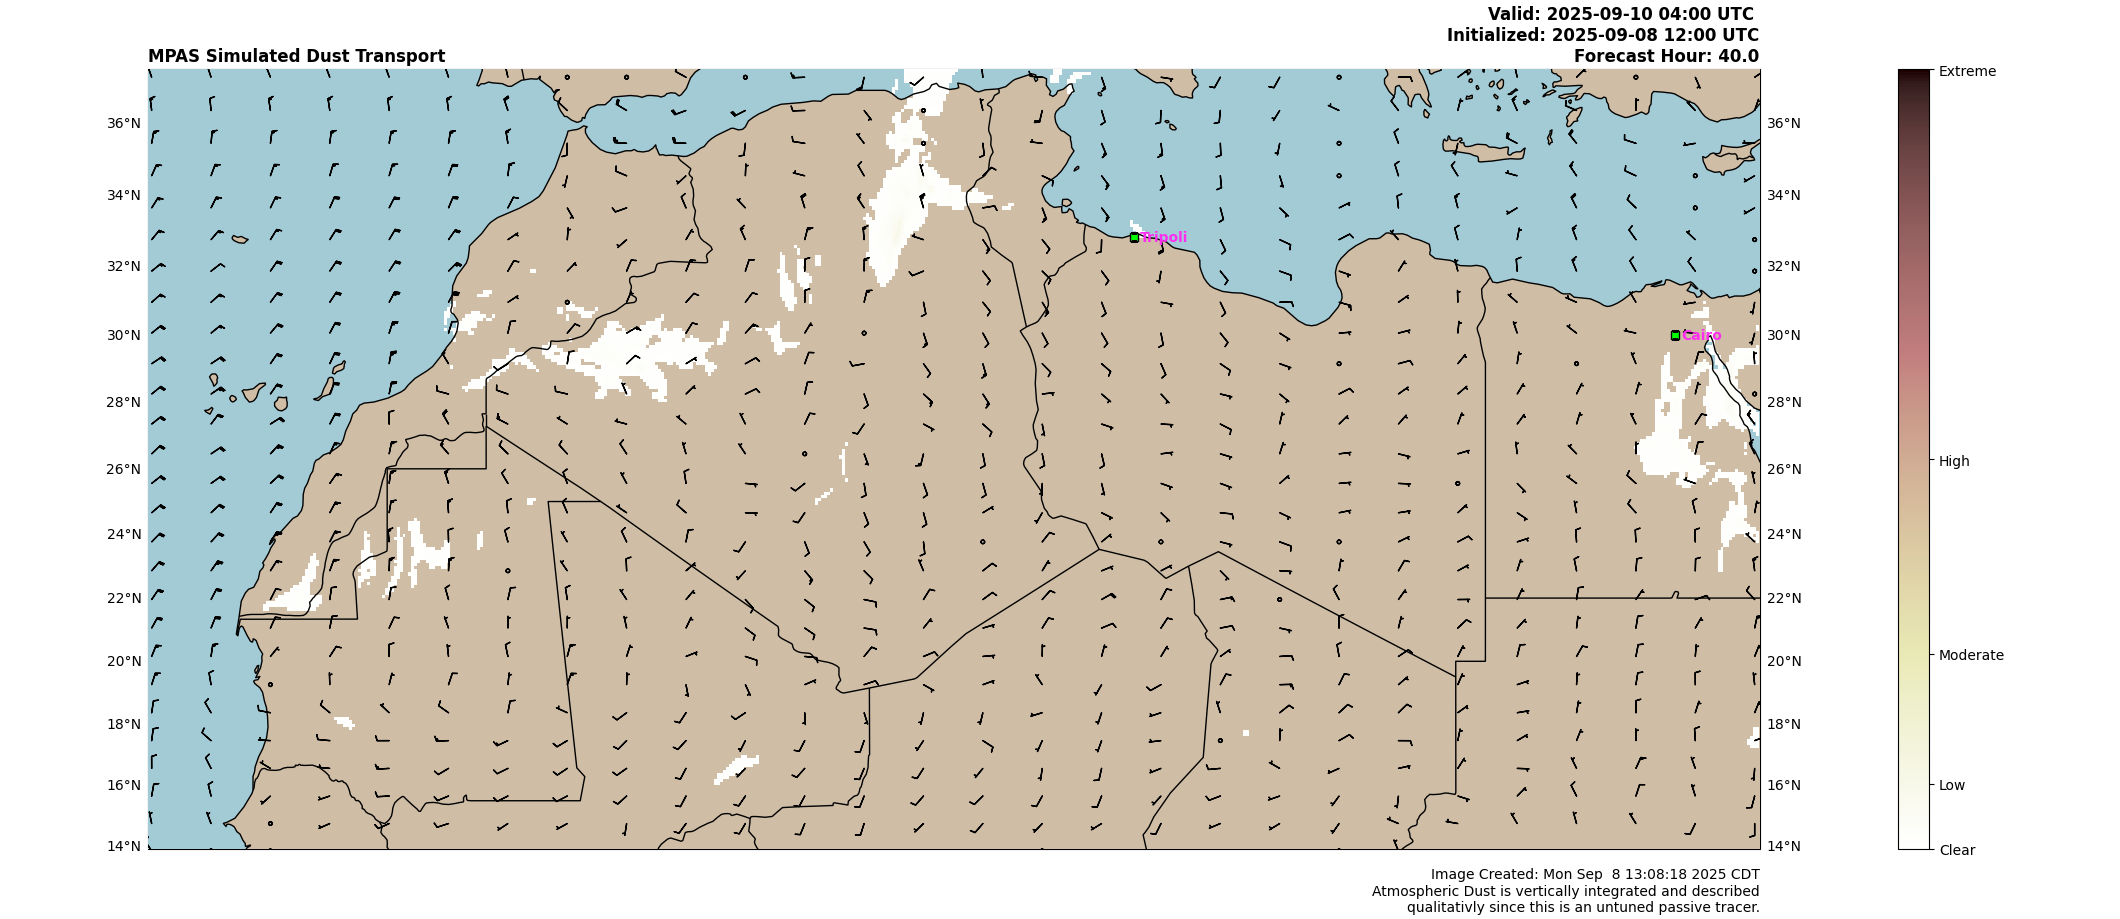 Valid: 2025-09-10 04:00 UTC
Initialized: 2025-09-08 12:00 UTC
MPAS Simulated Dust Transport
Forecast Hour: 40.0
Extreme
36°N
36°N
34°N
34°N
Tripoli
32°N
32°N
30°N
Cairo
30°N
28°N
28°N
26°N
26°N
High
24°N
24°N
22°N
22°N
20°N
20°N
Moderate
18°N
18°N
16°N
16°N
Low
14°N
14°N
Clear
Image Created: Mon Sep  8 13:08:18 2025 CDT
Atmospheric Dust is vertically integrated and described
qualitativly since this is an untuned passive tracer.